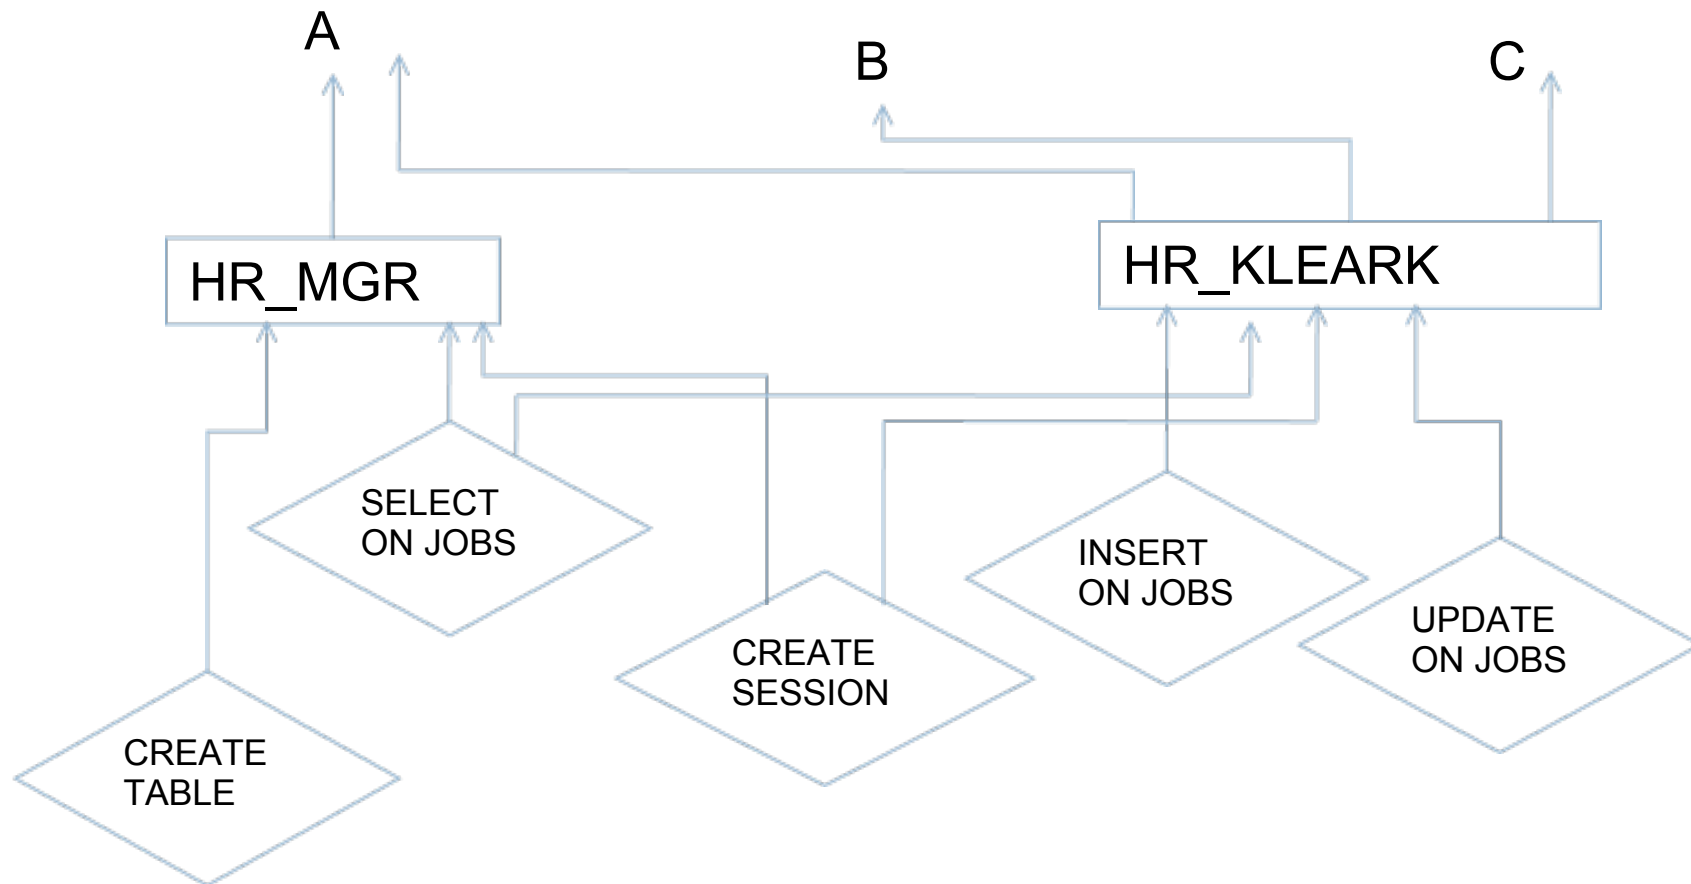 A
B
C
HR_MGR
HR_KLEARK
SELECT
ON JOBS
INSERT
ON JOBS
UPDATE
ON JOBS
CREATE
SESSION
CREATE
TABLE